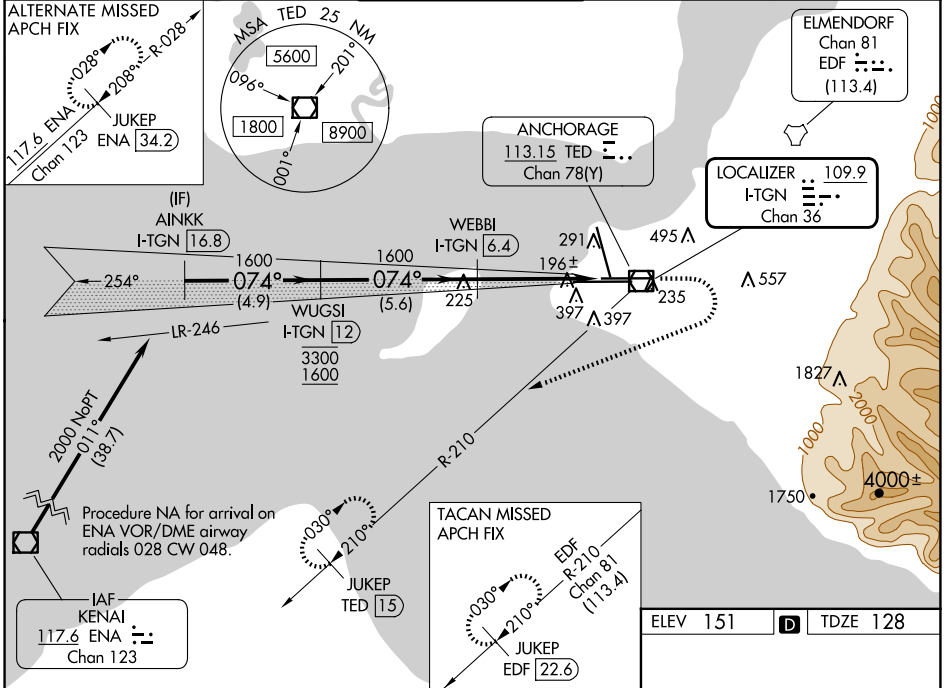 ALTERNATE MISSED
APCH FIX
028°
208°
R-028
JUKEP
ENA 34.2
117.6 ENA
Chan 123
MSA TED 25 NM
5600
201°
096°
1800
8900
001°
ELMENDORF
Chan 81
EDF
(113.4)
ANCHORAGE
113.15 TED
Chan 78(Y)
LOCALIZER 109.9
I-TGN
Chan 36
1000
(IF)
AINKK
I-TGN 16.8
WEBBI
I-TGN 6.4
291
495
1600
1600
196±
254°
074°
074°
(4.9)
(5.6)
225
235
557
WUGSI
I-TGN 12
3300
1600
397
397
LR-246
1827
1000
2000
2000 NoPT
011°
(38.7)
R-210
4000±
1750
Procedure NA for arrival on
ENA VOR/DME airway
radials 028 CW 048.
030°
210°
JUKEP
TED 15
TACAN MISSED
APCH FIX
EDF
R-210
Chan 81
(113.4)
030°
210°
JUKEP
EDF 22.6
IAF
KENAI
117.6 ENA
Chan 123
ELEV 151 D TDZE 128